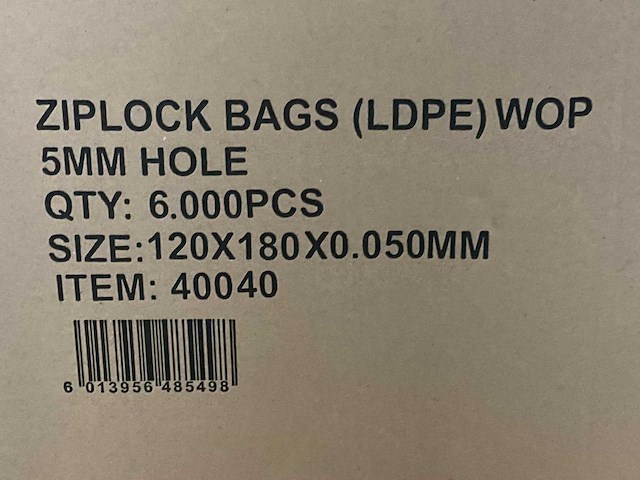 ZIPLOCK BAGS (LDPE) WOP
5MM HOLE
QTY: 6.000PCS
SIZE:120X180X0.050MM
ITEM: 40040
6 013956 485498